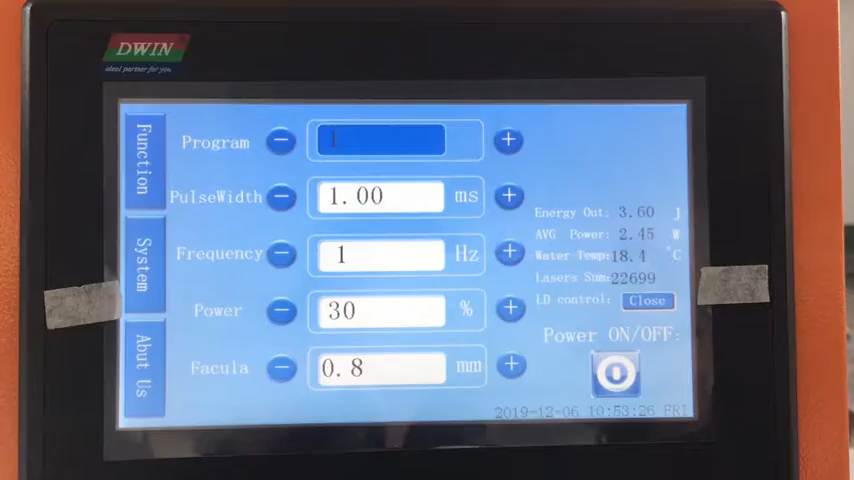 DWIN
ideal partner for you
Function
System
Abut Us
Program 1
PulseWidth 1.00 ms
Frequency 1 Hz
Power 30 %
Facula 0.8 mm
Energy Out: 3.60 J
AVG Power: 2.45 W
Water Temp: 18.4 °C
Lasers Sum: 22699
LD control: Close
Power ON/OFF:
2019-12-06 10:53:26 FRI